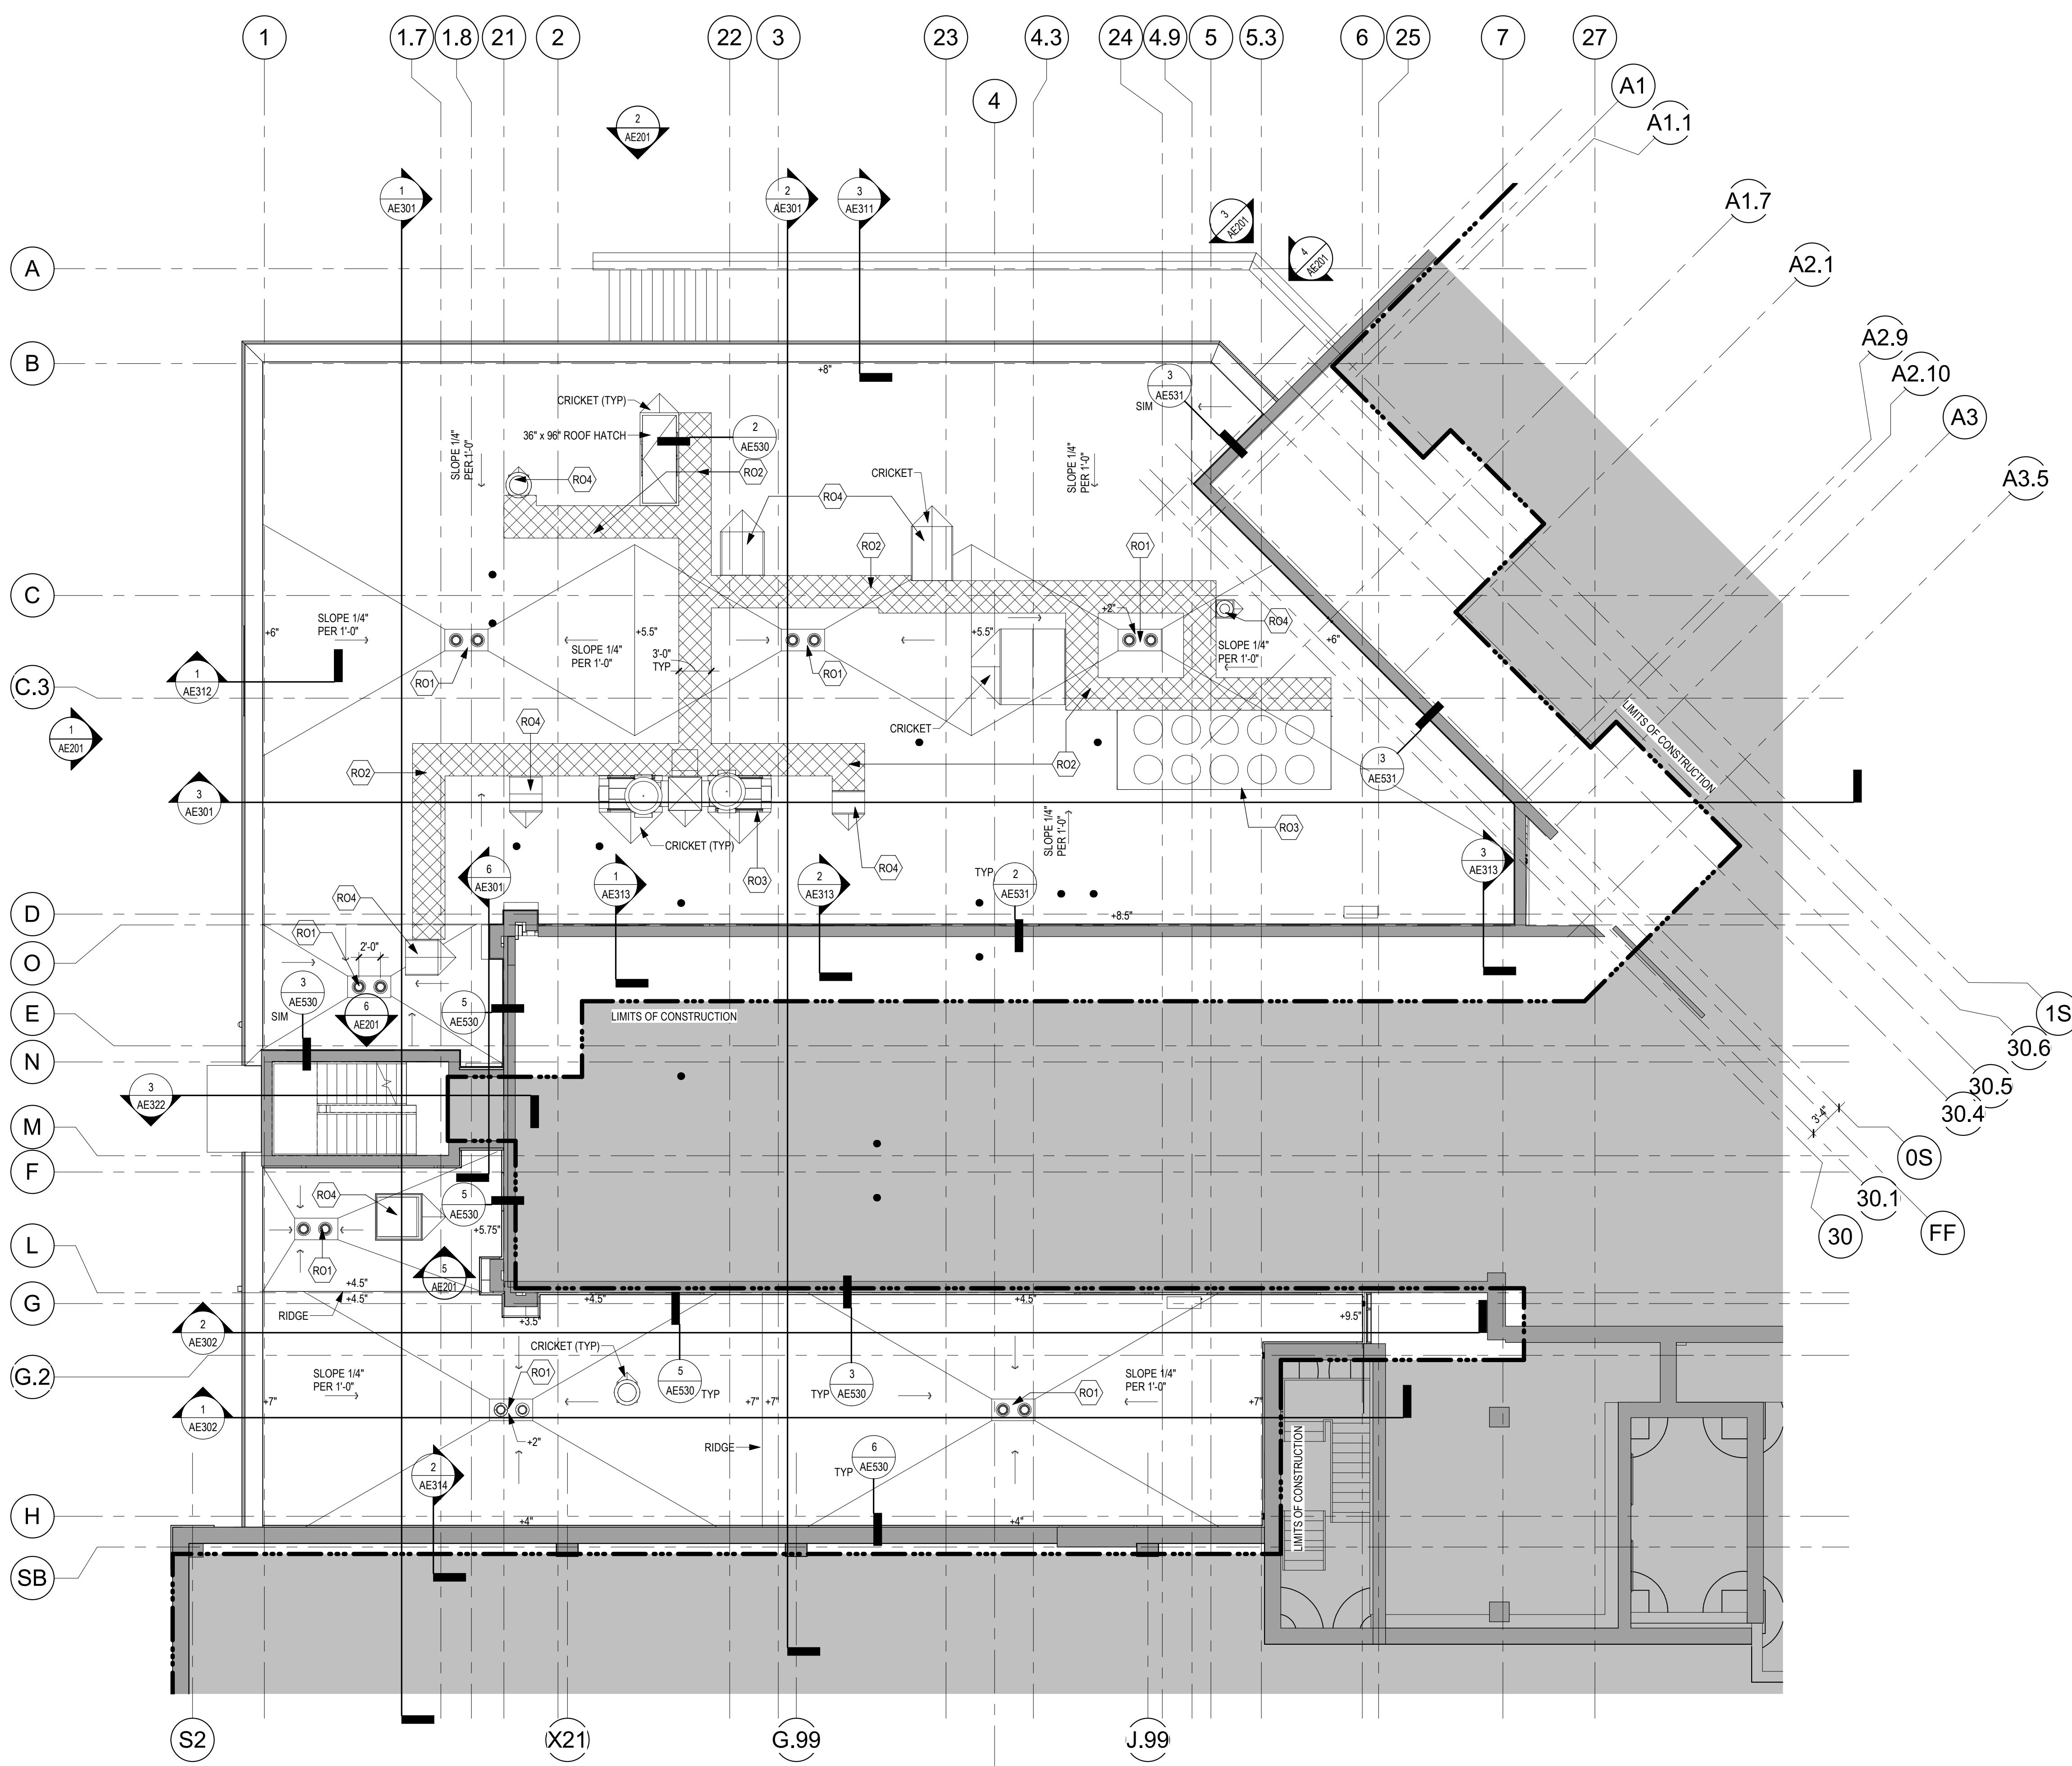 1
1.7
1.8
21
2
22
3
23
4
4.3
24
4.9
5
5.3
6
25
7
27
A1
A1.1
A1.7
A2.1
A2.9
A2.10
A3
A3.5
2
AE201
1
AE301
2
AE301
3
AE311
3
AE201
4
AE201
A
B
+8"
3
AE531
SIM
CRICKET (TYP)
36" x 96" ROOF HATCH
2
AE530
SLOPE 1/4"
PER 1'-0"
RO2
RO4
CRICKET
RO4
SLOPE 1/4"
PER 1'-0"
RO2
RO1
C
SLOPE 1/4"
PER 1'-0"
+6"
+5.5"
SLOPE 1/4"
PER 1'-0"
3'-0"
TYP
+5.5"
+2"
RO4
+6"
SLOPE 1/4"
PER 1'-0"
RO1
RO1
1
AE312
C.3
1
AE201
RO4
CRICKET
LIMITS OF CONSTRUCTION
RO2
RO2
3
AE531
3
AE301
SLOPE 1/4"
PER 1'-0"
RO3
CRICKET (TYP)
6
AE301
1
AE313
RO3
2
AE313
RO4
TYP
2
AE531
3
AE313
RO4
D
+8.5"
RO1
2'-0"
O
3
AE530
SIM
6
AE201
5
AE530
E
LIMITS OF CONSTRUCTION
N
3
AE322
M
F
1S
30.6
30.5
30.4
3'-4"
0S
30.1
FF
30
RO4
5
AE530
+5.75"
L
RO1
5
AE201
+4.5"
+4.5"
RIDGE
G
+4.5"
+4.5"
+3.5"
+9.5"
2
AE302
CRICKET (TYP)
G.2
SLOPE 1/4"
PER 1'-0"
RO1
5
AE530
TYP
3
AE530
TYP
RO1
SLOPE 1/4"
PER 1'-0"
+7"
+7"
+7"
+7"
1
AE302
+2"
RIDGE
6
AE530
TYP
2
AE314
LIMITS OF CONSTRUCTION
H
+4"
+4"
SB
S2
X21
G.99
J.99